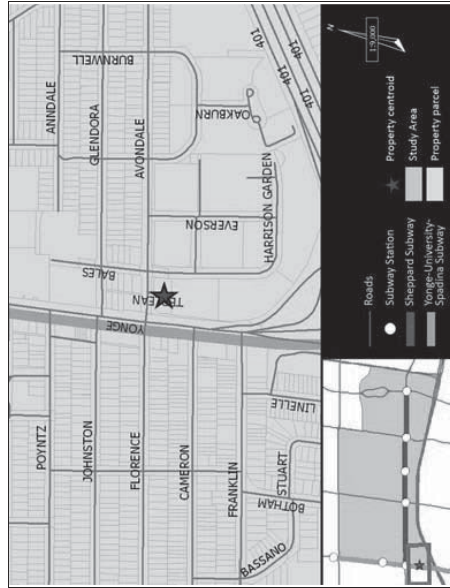 401
401
401
401
401
BURNWELL
ANNDALE
GLENDORA
AVONDALE
OAKBURN
HARRISON GARDEN
EVERSON
BALES
YONGE
POYNTZ
JOHNSTON
FLORENCE
CAMERON
FRANKLIN
LINELLE
STUART
BOTHAM
BASSANO
N
1:9,000
Roads
Subway Station
Sheppard Subway
Yonge-University-
Spadina Subway
Property centroid
Study Area
Property parcel